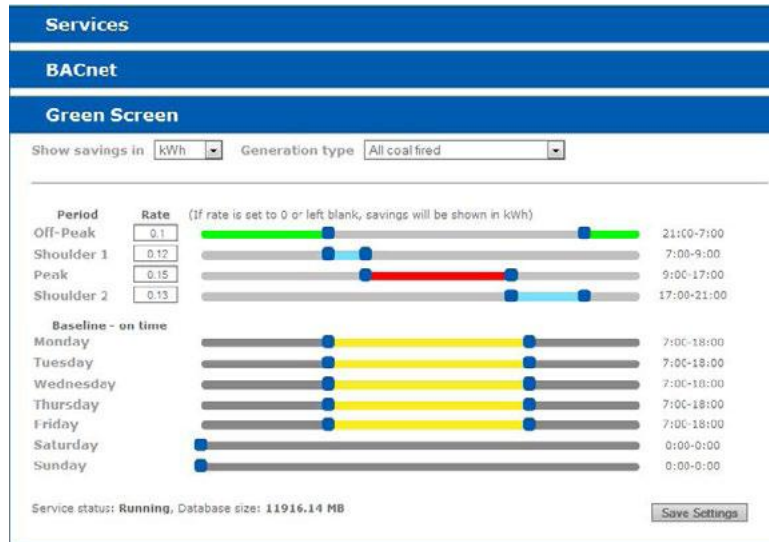 Services
BACnet
Green Screen
Show savings in kWh Generation type All coal fired
Period Rate (If rate is set to 0 or left blank, savings will be shown in kWh)
Off-Peak 0.1 21:00-7:00
Shoulder 1 0.12 7:00-9:00
Peak 0.15 9:00-17:00
Shoulder 2 0.13 17:00-21:00
Baseline - on time
Monday 7:00-18:00
Tuesday 7:00-18:00
Wednesday 7:00-18:00
Thursday 7:00-18:00
Friday 7:00-18:00
Saturday 0:00-0:00
Sunday 0:00-0:00
Service status: Running, Database size: 11916.14 MB Save Settings